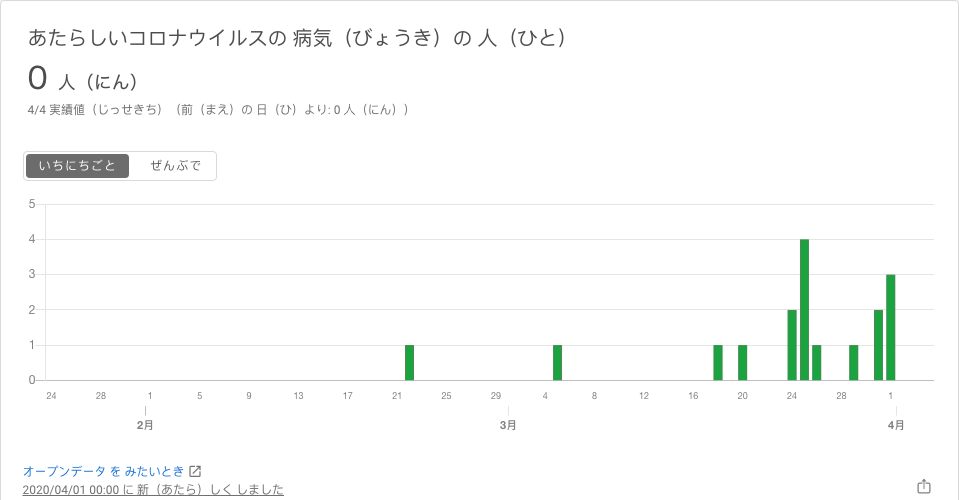 あたらしいコロナウイルスの 病気（びょうき）の 人（ひと）
0 人（にん）
4/4 実績値（じっせきち）（前（まえ）の 日（ひ）より: 0 人（にん））
いちにちごと ぜんぶで
5
4
3
2
1
0
24 28 1 5 9 13 17 21 25 29 4 8 12 16 20 24 28 1
2月 3月 4月
オープンデータ を みたいとき
2020/04/01 00:00 に 新（あたら）しく しました